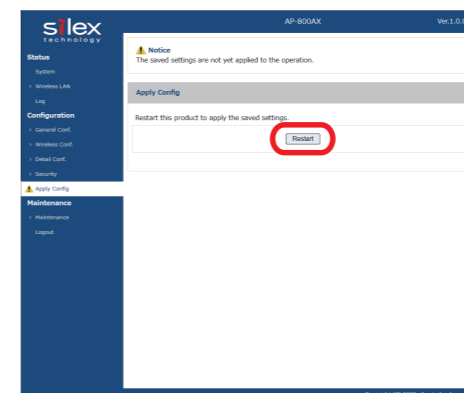 silex
technology
AP-800AX
Ver.1.0.
Status
System
> Wireless LAN
Log
Configuration
> General Conf.
> Wireless Conf.
> Detail Conf.
> Security
Apply Config
Maintenance
> Maintenance
Logout
Notice
The saved settings are not yet applied to the operation.
Apply Config
Restart this product to apply the saved settings.
Restart